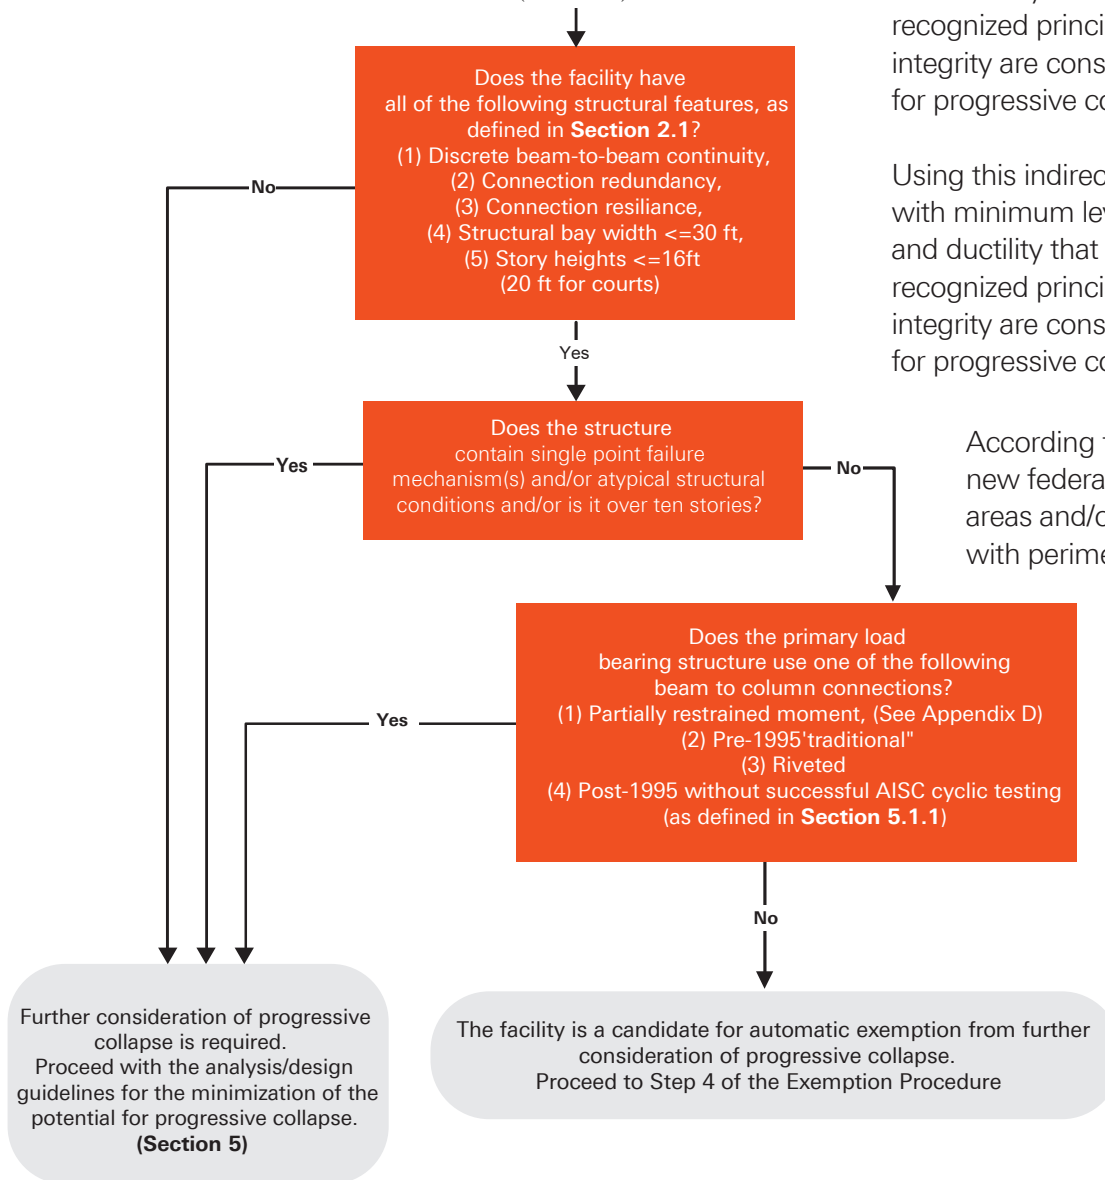 Does the facility have
all of the following structural features, as
defined in Section 2.1?
(1) Discrete beam-to-beam continuity,
(2) Connection redundancy,
(3) Connection resiliance,
(4) Structural bay width <=30 ft,
(5) Story heights <=16ft
(20 ft for courts)
No
Yes
Does the structure
contain single point failure
mechanism(s) and/or atypical structural
conditions and/or is it over ten stories?
Yes
No
Does the primary load
bearing structure use one of the following
beam to column connections?
(1) Partially restrained moment, (See Appendix D)
(2) Pre-1995'traditional"
(3) Riveted
(4) Post-1995 without successful AISC cyclic testing
(as defined in Section 5.1.1)
Yes
No
Further consideration of progressive
collapse is required.
Proceed with the analysis/design
guidelines for the minimization of the
potential for progressive collapse.
(Section 5)
The facility is a candidate for automatic exemption from further
consideration of progressive collapse.
Proceed to Step 4 of the Exemption Procedure
recognized
integrity are
for progressive
Using this
with minimum
and ductility that
recognized
integrity are
for progressive
According
new
areas
with